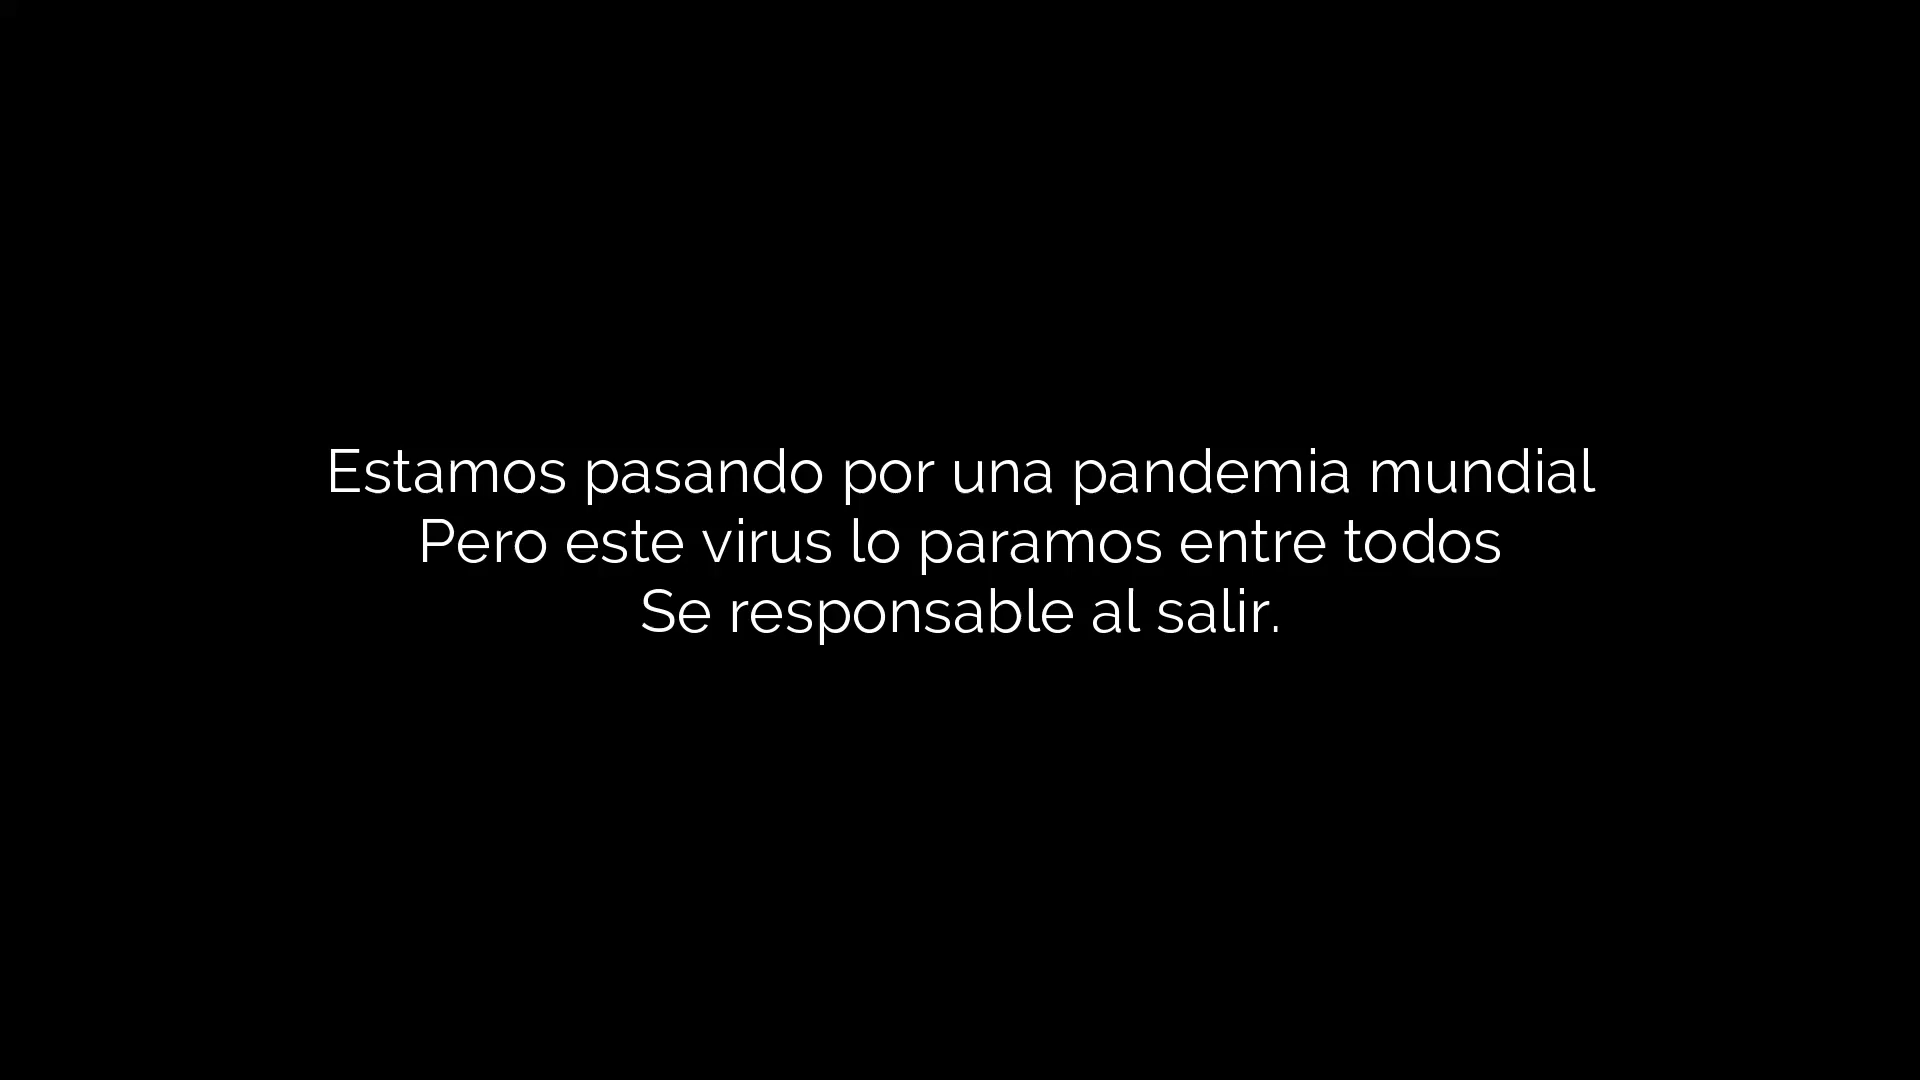 Estamos pasando por una pandemia mundial
Pero este virus lo paramos entre todos
Se responsable al salir.